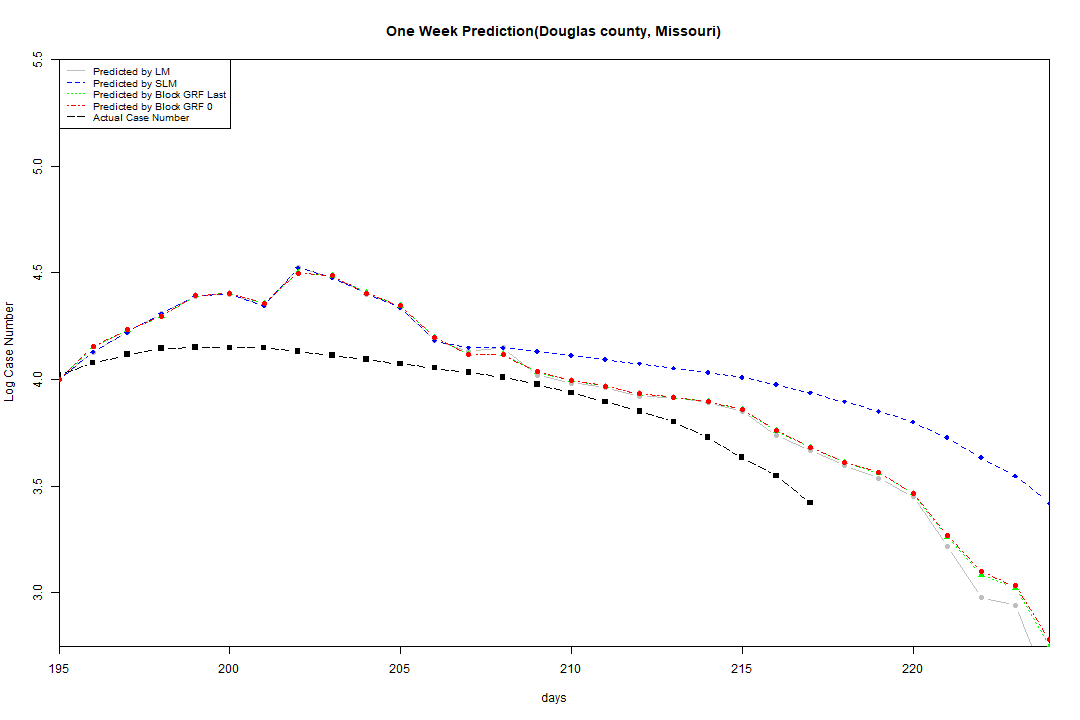 One Week Prediction(Douglas county, Missouri)
Predicted by LM
Predicted by SLM
Predicted by Block GRF Last
Predicted by Block GRF 0
Actual Case Number
5.5
5.0
4.5
4.0
3.5
3.0
Log Case Number
195 200 205 210 215 220
days